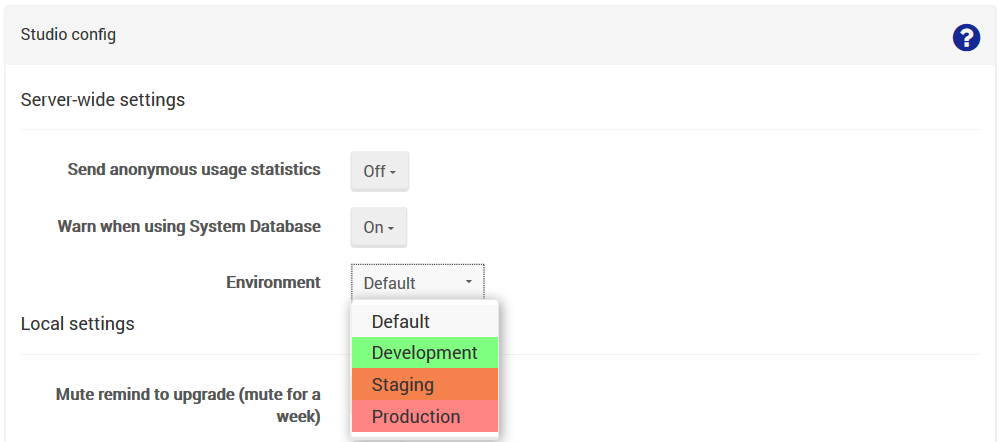 Studio config
?
Server-wide settings
Send anonymous usage statistics
Off
Warn when using System Database
On
Environment
Default
Default
Development
Staging
Production
Local settings
Mute remind to upgrade (mute for a
week)